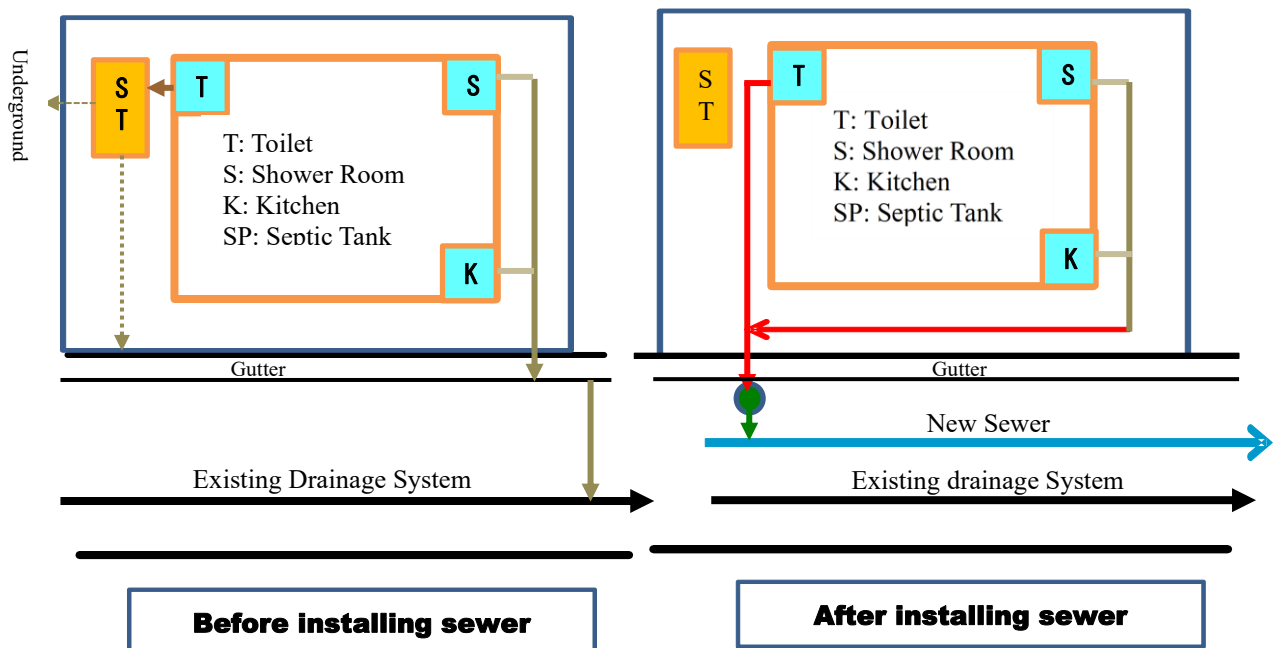 Underground
S
T
T
S
T: Toilet
S: Shower Room
K: Kitchen
SP: Septic Tank
K
Gutter
Existing Drainage System
Before installing sewer
S
T
T
S
T: Toilet
S: Shower Room
K: Kitchen
SP: Septic Tank
K
Gutter
New Sewer
Existing drainage System
After installing sewer